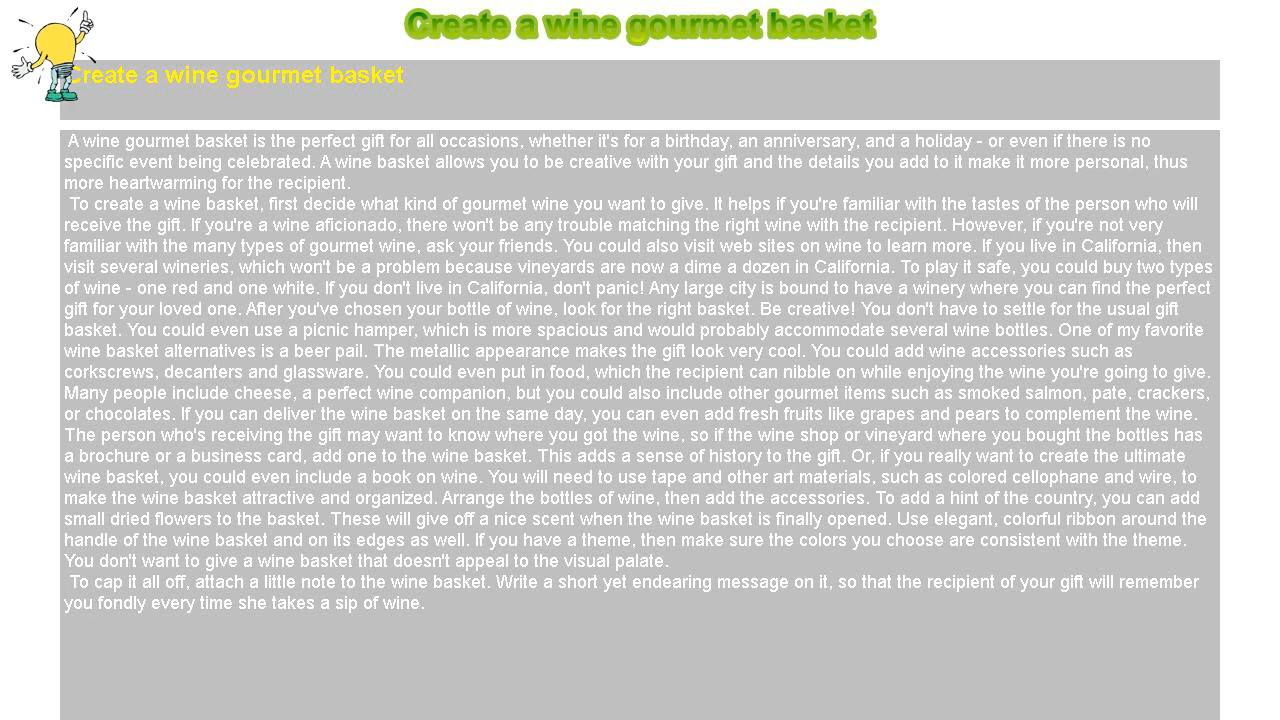 Create a wine gourmet basket
Create a wine gourmet basket
A wine gourmet basket is the perfect gift for all occasions, whether it's for a birthday, an anniversary, and a holiday - or even if there is no
specific event being celebrated. A wine basket allows you to be creative with your gift and the details you add to it make it more personal, thus
more heartwarming for the recipient.
To create a wine basket, first decide what kind of gourmet wine you want to give. It helps if you're familiar with the tastes of the person who will
receive the gift. If you're a wine aficionado, there won't be any trouble matching the right wine with the recipient. However, if you're not very
familiar with the many types of gourmet wine, ask your friends. You could also visit web sites on wine to learn more. If you live in California, then
visit several wineries, which won't be a problem because vineyards are now a dime a dozen in California. To play it safe, you could buy two types
of wine - one red and one white. If you don't live in California, don't panic! Any large city is bound to have a winery where you can find the perfect
gift for your loved one. After you've chosen your bottle of wine, look for the right basket. Be creative! You don't have to settle for the usual gift
basket. You could even use a picnic hamper, which is more spacious and would probably accommodate several wine bottles. One of my favorite
wine basket alternatives is a beer pail. The metallic appearance makes the gift look very cool. You could add wine accessories such as
corkscrews, decanters and glassware. You could even put in food, which the recipient can nibble on while enjoying the wine you're going to give.
Many people include cheese, a perfect wine companion, but you could also include other gourmet items such as smoked salmon, pate, crackers,
or chocolates. If you can deliver the wine basket on the same day, you can even add fresh fruits like grapes and pears to complement the wine.
The person who's receiving the gift may want to know where you got the wine, so if the wine shop or vineyard where you bought the bottles has
a brochure or a business card, add one to the wine basket. This adds a sense of history to the gift. Or, if you really want to create the ultimate
wine basket, you could even include a book on wine. You will need to use tape and other art materials, such as colored cellophane and wire, to
make the wine basket attractive and organized. Arrange the bottles of wine, then add the accessories. To add a hint of the country, you can add
small dried flowers to the basket. These will give off a nice scent when the wine basket is finally opened. Use elegant, colorful ribbon around the
handle of the wine basket and on its edges as well. If you have a theme, then make sure the colors you choose are consistent with the theme.
You don't want to give a wine basket that doesn't appeal to the visual palate.
To cap it all off, attach a little note to the wine basket. Write a short yet endearing message on it, so that the recipient of your gift will remember
you fondly every time she takes a sip of wine.